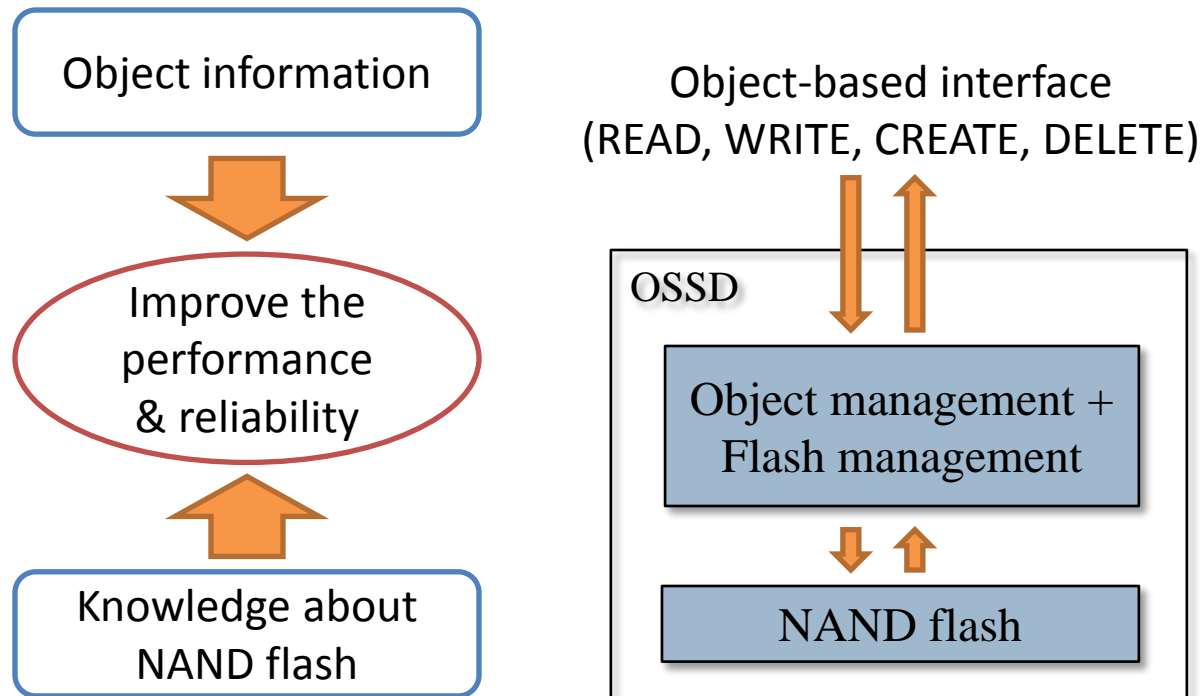 Object information
Improve the
performance
& reliability
Knowledge about
NAND flash
Object-based interface
(READ, WRITE, CREATE, DELETE)
OSSD
Object management +
Flash management
NAND flash